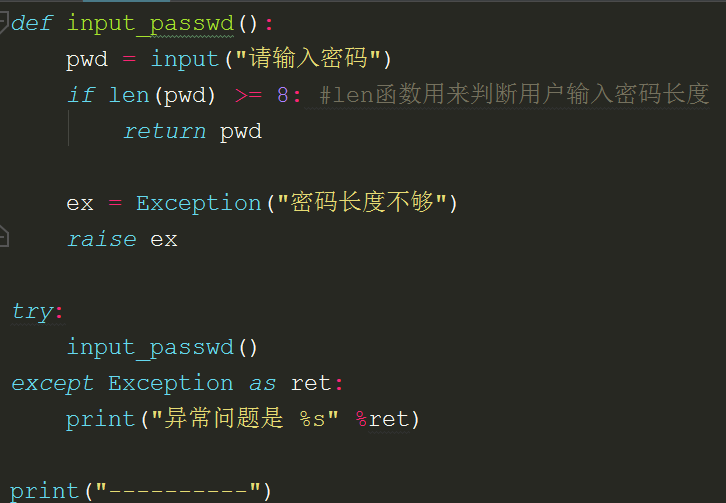 def input_passwd():
    pwd = input("请输入密码")
    if len(pwd) >= 8: #len函数用来判断用户输入密码长度
        return pwd
    ex = Exception("密码长度不够")
    raise ex
try:
    input_passwd()
except Exception as ret:
    print("异常问题是 %s" %ret)
print("----------")